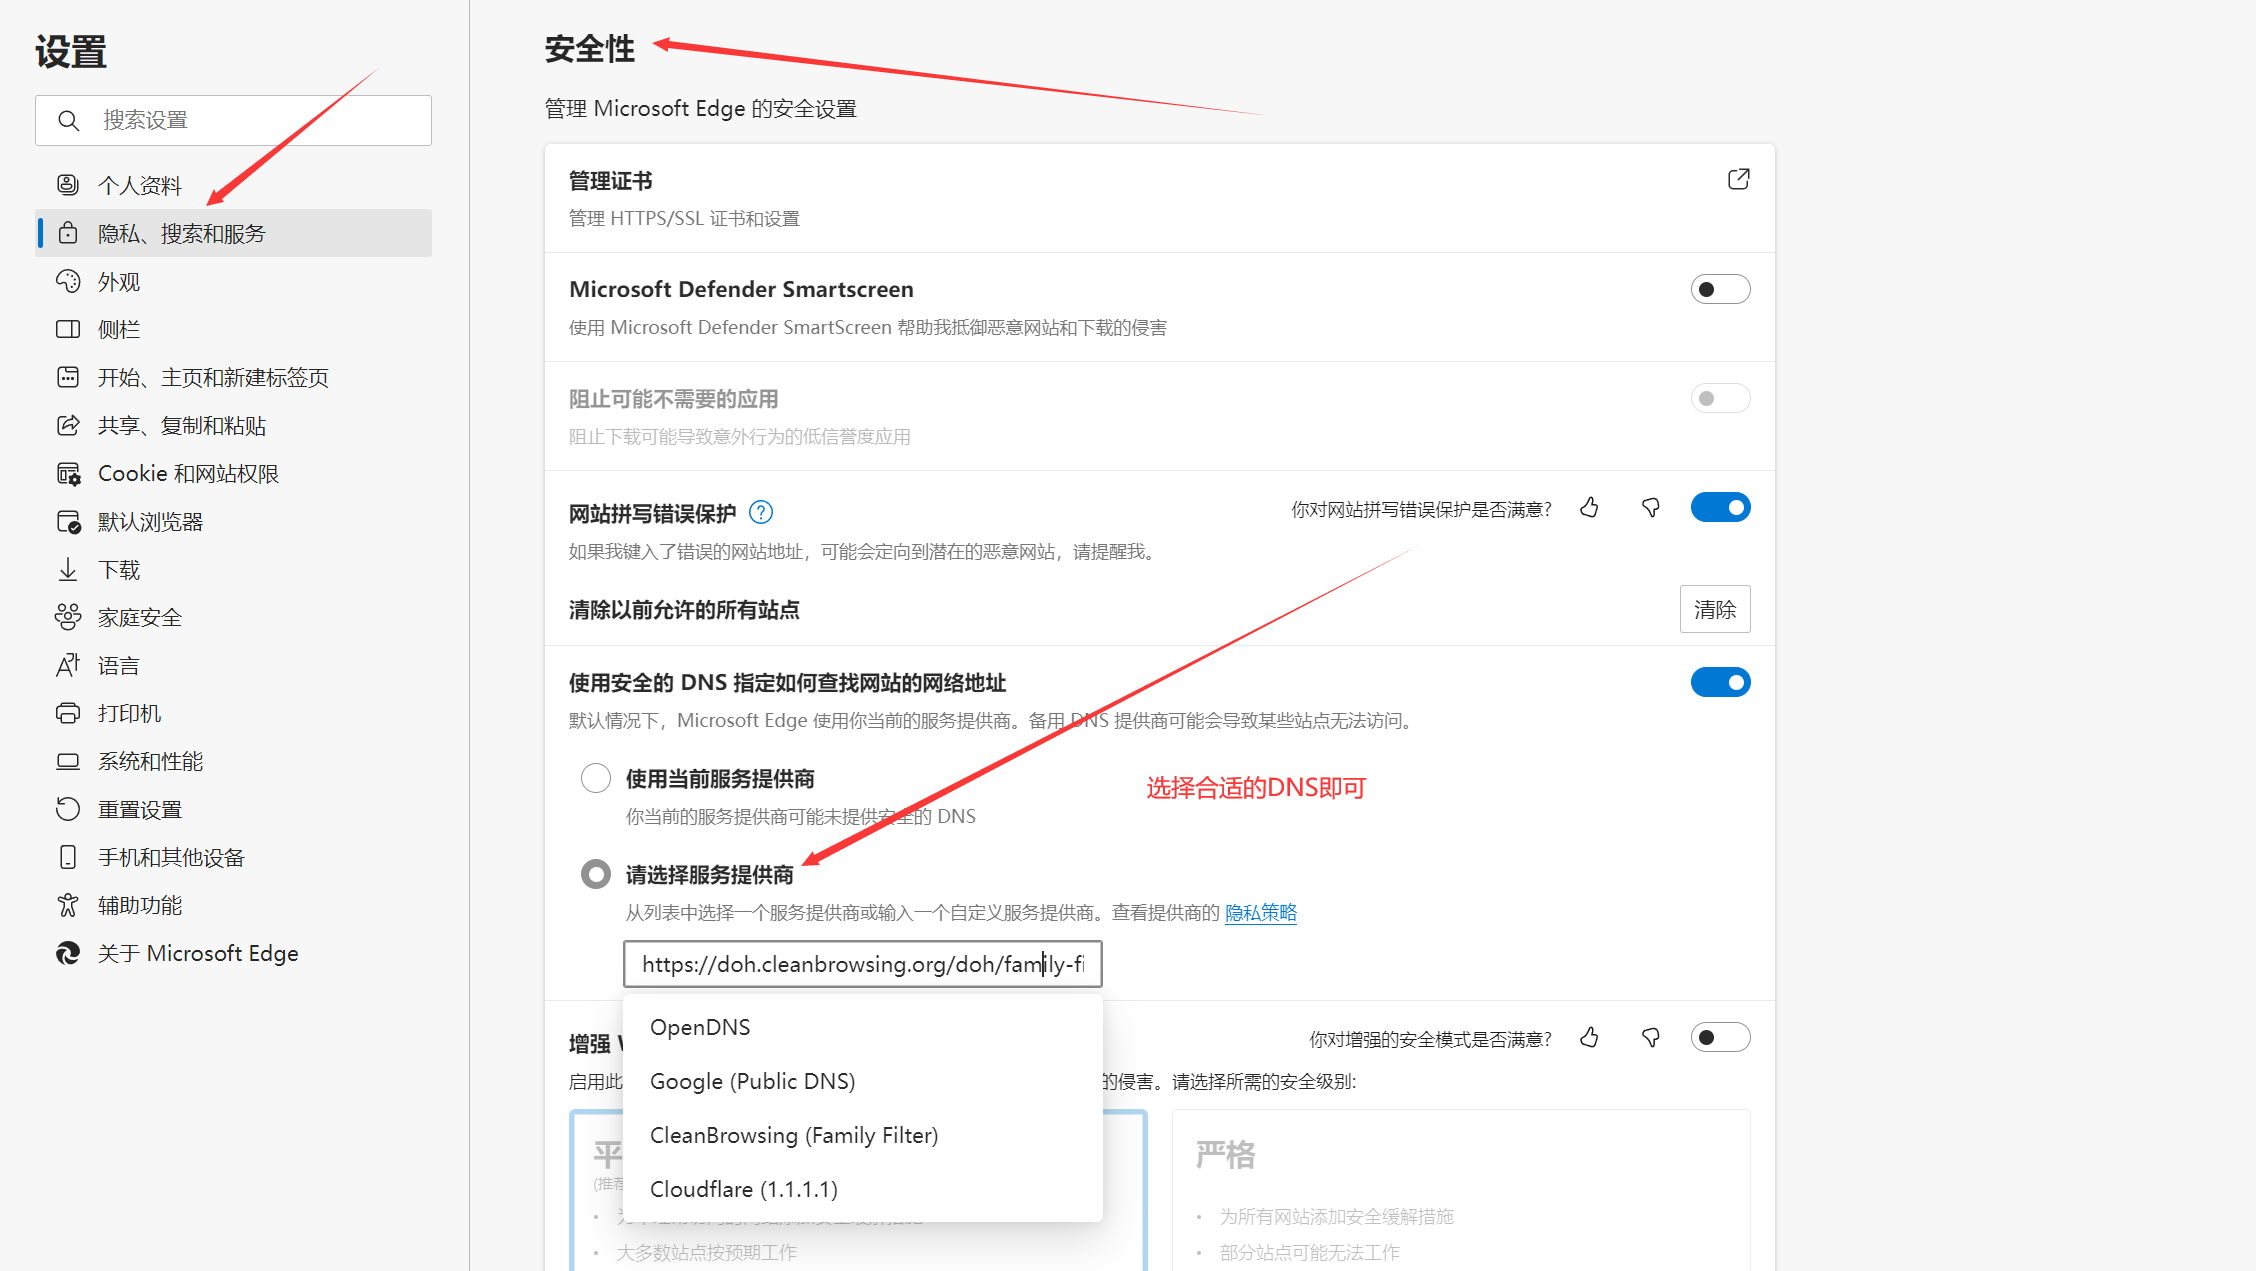 设置
搜索设置
个人资料
隐私、搜索和服务
外观
侧栏
开始、主页和新建标签页
共享、复制和粘贴
Cookie 和网站权限
默认浏览器
下载
家庭安全
语言
打印机
系统和性能
重置设置
手机和其他设备
辅助功能
关于 Microsoft Edge
安全性
管理 Microsoft Edge 的安全设置
管理证书
管理 HTTPS/SSL 证书和设置
Microsoft Defender Smartscreen
使用 Microsoft Defender SmartScreen 帮助我抵御恶意网站和下载的侵害
阻止可能不需要的应用
阻止下载可能导致意外行为的低信誉度应用
网站拼写错误保护
你对网站拼写错误保护是否满意?
如果我键入了错误的网站地址，可能会定向到潜在的恶意网站，请提醒我。
清除以前允许的所有站点
清除
使用安全的 DNS 指定如何查找网站的网络地址
默认情况下，Microsoft Edge 使用你当前的服务提供商。备用 DNS 提供商可能会导致某些站点无法访问。
使用当前服务提供商
选择合适的DNS即可
你当前的服务提供商可能未提供安全的 DNS
请选择服务提供商
从列表中选择一个服务提供商或输入一个自定义服务提供商。查看提供商的 隐私策略
https://doh.cleanbrowsing.org/doh/family-fi
OpenDNS
Google (Public DNS)
CleanBrowsing (Family Filter)
Cloudflare (1.1.1.1)
增强
你对增强的安全模式是否满意?
启用此
的侵害。请选择所需的安全级别:
平
(推荐
大多数站点按预期工作
严格
为所有网站添加安全缓解措施
部分站点可能无法工作